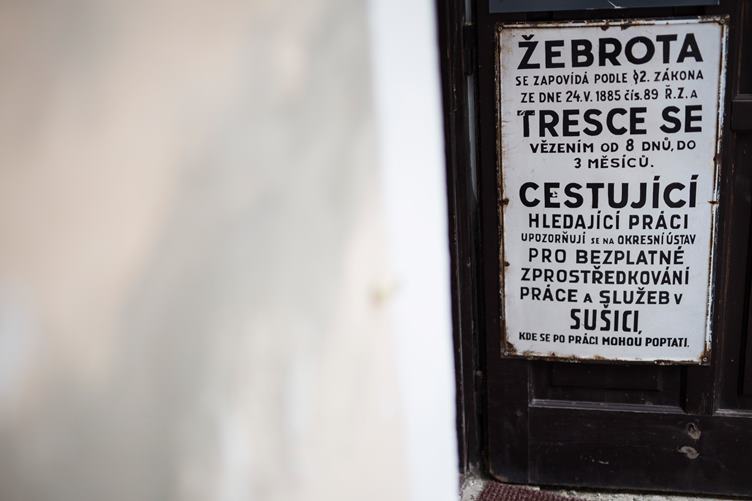 ŽEBROTA
SE ZAPOVÍDÁ PODLE §2. ZÁKONA
ZE DNE 24.V. 1885 čís.89 Ř.Z. A
TRESCE SE
VĚZENÍM OD 8 DNŮ, DO
3 MĚSÍCŮ.
CESTUJÍCÍ
HLEDAJÍCÍ PRÁCI
UPOZORŇUJÍ SE NA OKRESNÍ ÚSTAV
PRO BEZPLATNÉ
ZPROSTŘEDKOVÁNÍ
PRÁCE A SLUŽEB V
SUŠICI,
KDE SE PO PRÁCI MOHOU POPTATI.